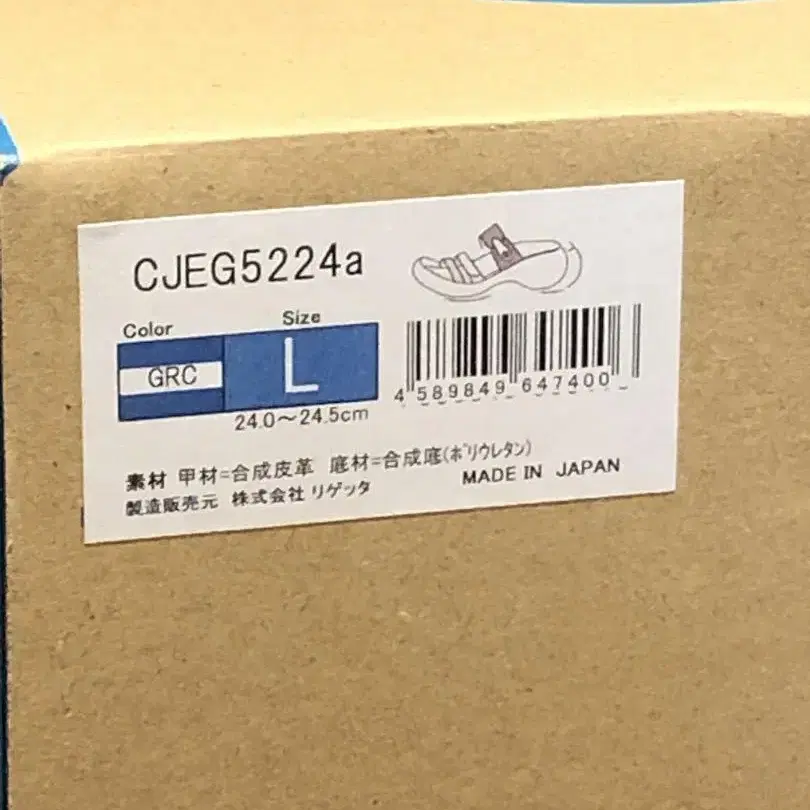 CJEG5224a
Color Size
GRC L
24.0～24.5cm
4 589849 647400
素材 甲材=合成皮革 底材=合成底(ﾎﾟﾘウレタン)
製造販売元 株式会社 リゲッタ MADE IN JAPAN